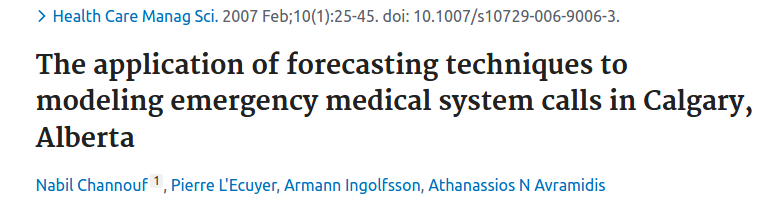 > Health Care Manag Sci. 2007 Feb;10(1):25-45. doi: 10.1007/s10729-006-9006-3.
The application of forecasting techniques to
modeling emergency medical system calls in Calgary,
Alberta
Nabil Channouf 1, Pierre L'Ecuyer, Armann Ingolfsson, Athanassios N Avramidis